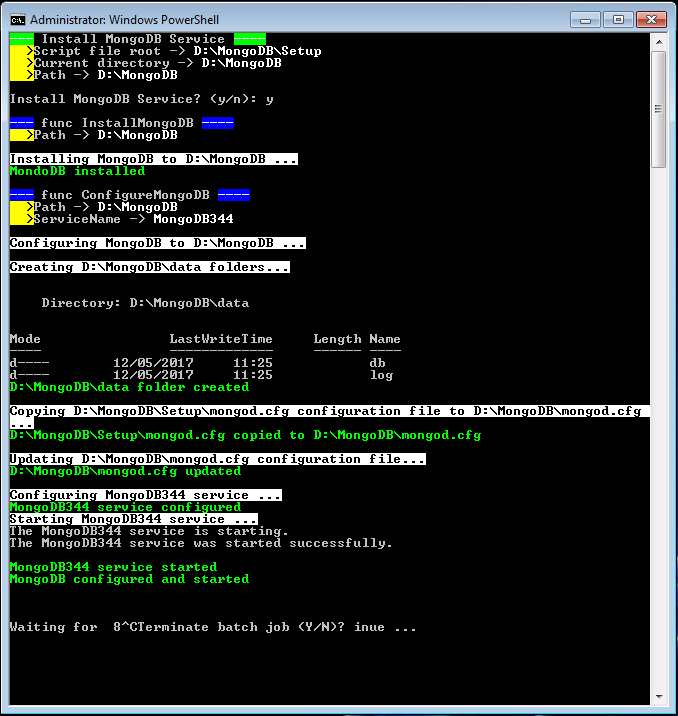 Administrator: Windows PowerShell
--- Install MongoDB Service ----
>Script file root -> D:\MongoDB\Setup
>Current directory -> D:\MongoDB
>Path -> D:\MongoDB
Install MongoDB Service? (y/n): y
--- func InstallMongoDB ----
>Path -> D:\MongoDB
Installing MongoDB to D:\MongoDB ...
MondoDB installed
--- func ConfigureMongoDB ----
>Path -> D:\MongoDB
>ServiceName -> MongoDB344
Configuring MongoDB to D:\MongoDB ...
Creating D:\MongoDB\data folders...
Directory: D:\MongoDB\data
Mode LastWriteTime Length Name
---- ------------- ------ ----
d---- 12/05/2017 11:25 db
d---- 12/05/2017 11:25 log
D:\MongoDB\data folder created
Copying D:\MongoDB\Setup\mongod.cfg configuration file to D:\MongoDB\mongod.cfg
...
D:\MongoDB\Setup\mongod.cfg copied to D:\MongoDB\mongod.cfg
Updating D:\MongoDB\mongod.cfg configuration file...
D:\MongoDB\mongod.cfg updated
Configuring MongoDB344 service ...
MongoDB344 service configured
Starting MongoDB344 service ...
The MongoDB344 service is starting.
The MongoDB344 service was started successfully.
MongoDB344 service started
MongoDB configured and started
Waiting for  8^CTerminate batch job (Y/N)? inue ...